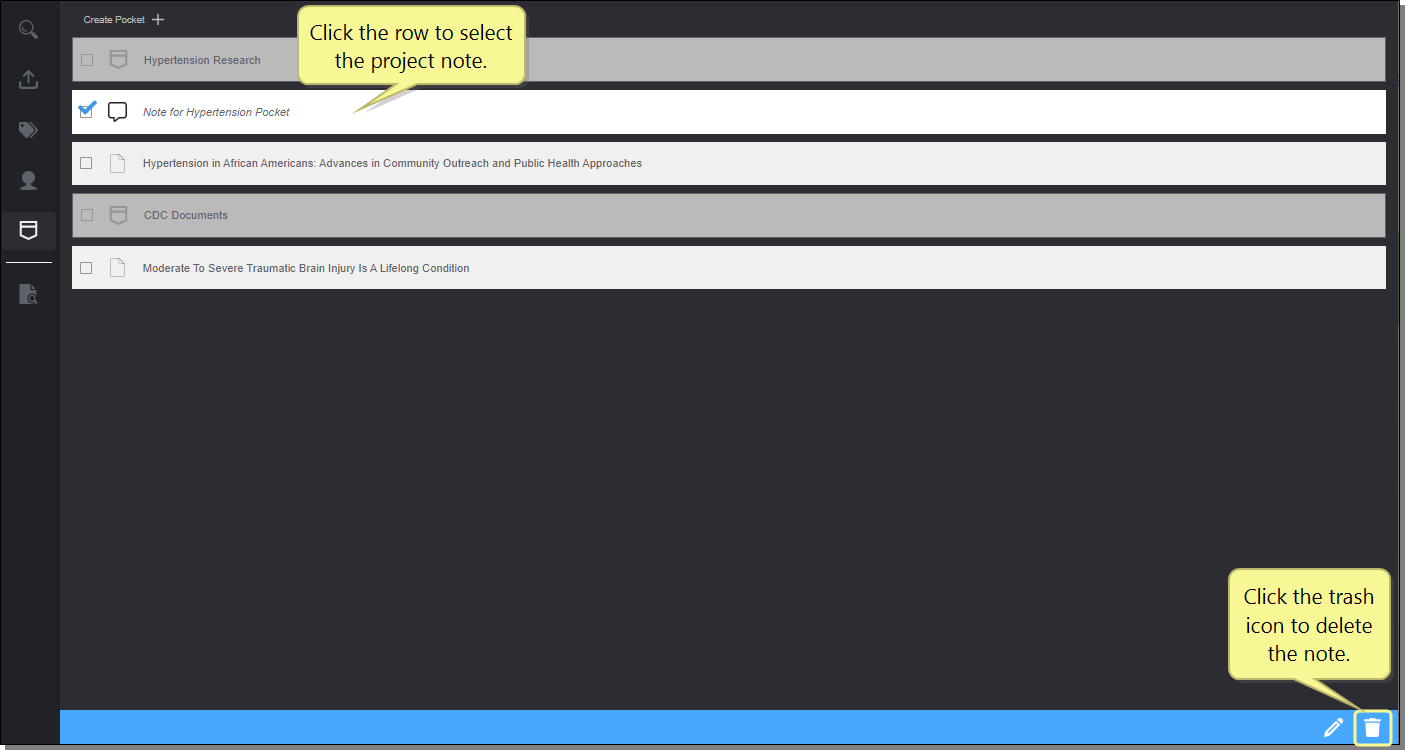 Create Pocket
Click the row to select
the project note.
Hypertension Research
Note for Hypertension Pocket
Hypertension in African Americans: Advances in Community Outreach and Public Health Approaches
CDC Documents
Moderate To Severe Traumatic Brain Injury Is A Lifelong Condition
Click the trash
icon to delete
the note.